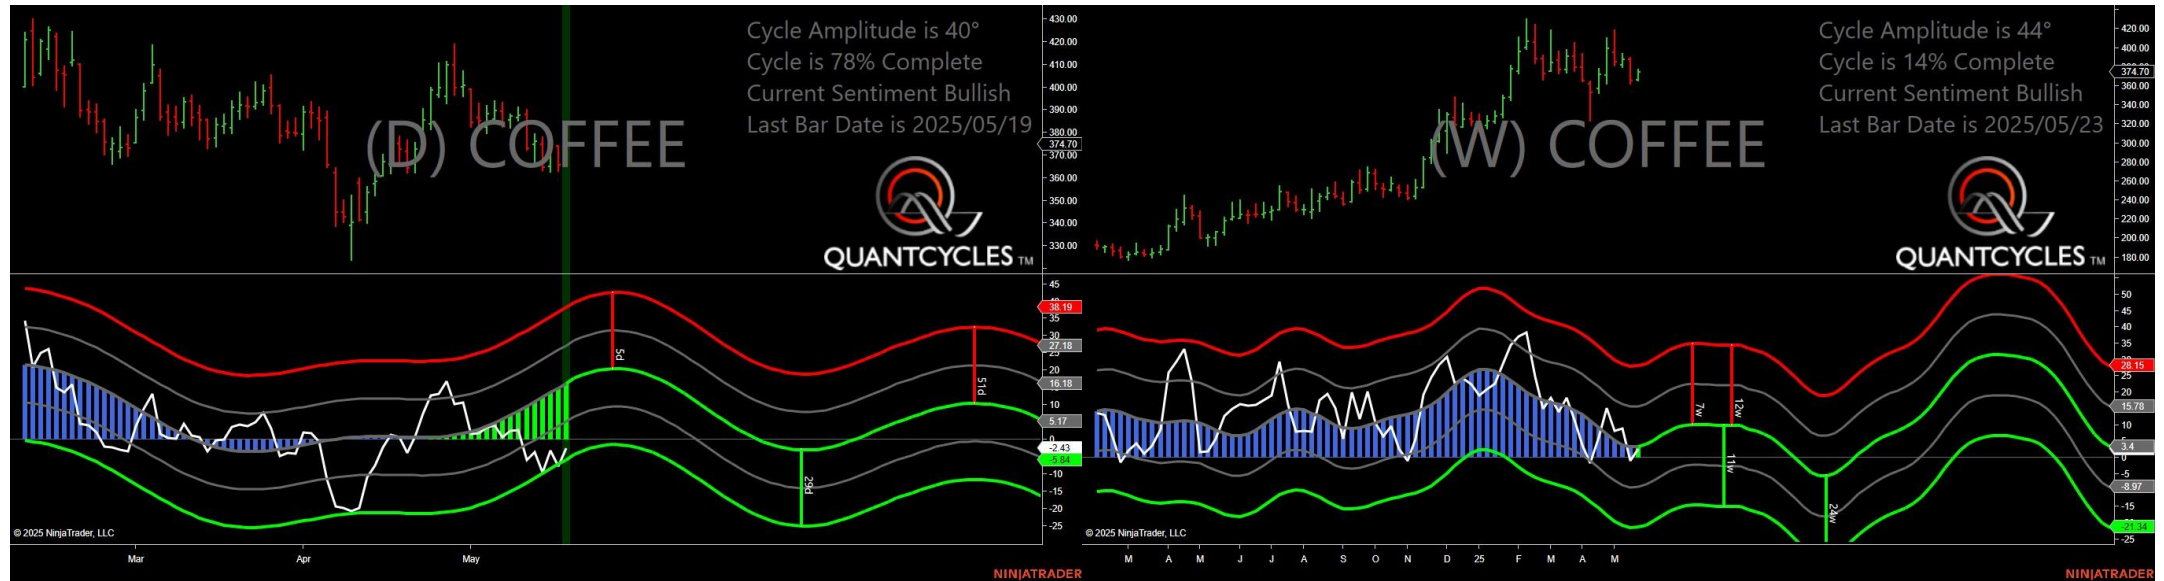 Cycle Amplitude is 40°
Cycle is 78% Complete
Current Sentiment Bullish
Last Bar Date is 2025/05/19
(D) COFFEE
QUANTCYCLES TM
430.00
420.00
410.00
400.00
390.00
380.00
374.70
370.00
360.00
350.00
340.00
330.00
45
38.19
35
30
27.18
25
20
16.18
10
5.17
0
-2.43
-5.84
-10
-15
-20
-25
5d
29d
51d
© 2025 NinjaTrader, LLC
Mar
Apr
May
NINJATRADER
Cycle Amplitude is 44°
Cycle is 14% Complete
Current Sentiment Bullish
Last Bar Date is 2025/05/23
(W) COFFEE
QUANTCYCLES TM
420.00
400.00
374.70
360.00
340.00
320.00
300.00
280.00
260.00
240.00
220.00
200.00
180.00
50
45
40
35
28.15
25
20
15.78
10
5
3.4
0
-5
-8.97
-15
-21.34
-25
7w
12w
11w
24w
© 2025 NinjaTrader, LLC
M
A
M
J
J
A
S
O
N
D
25
F
M
A
M
NINJATRADER